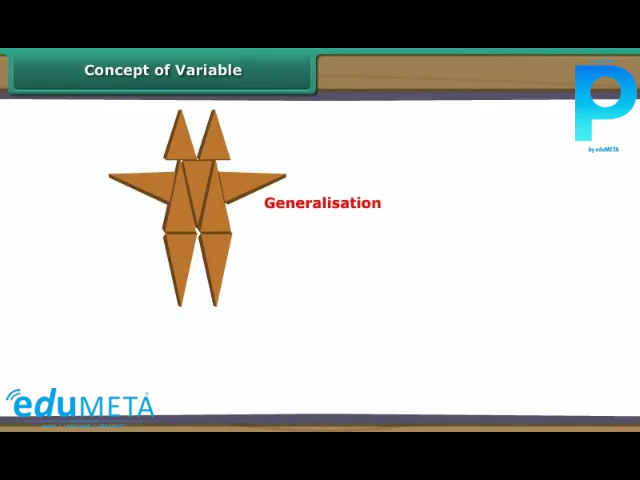 Concept of Variable
P
by eduMETA
Generalisation
eduMETA